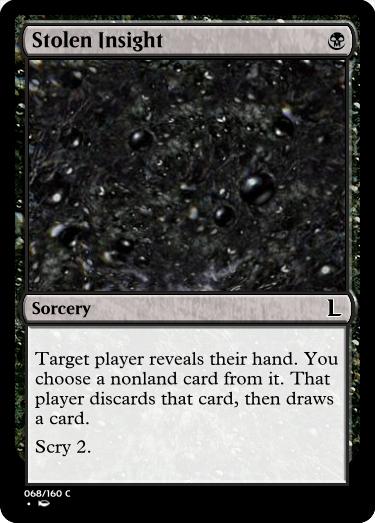 Stolen Insight
Sorcery
L
Target player reveals their hand. You
choose a nonland card from it. That
player discards that card, then draws
a card.
Scry 2.
068/160 C